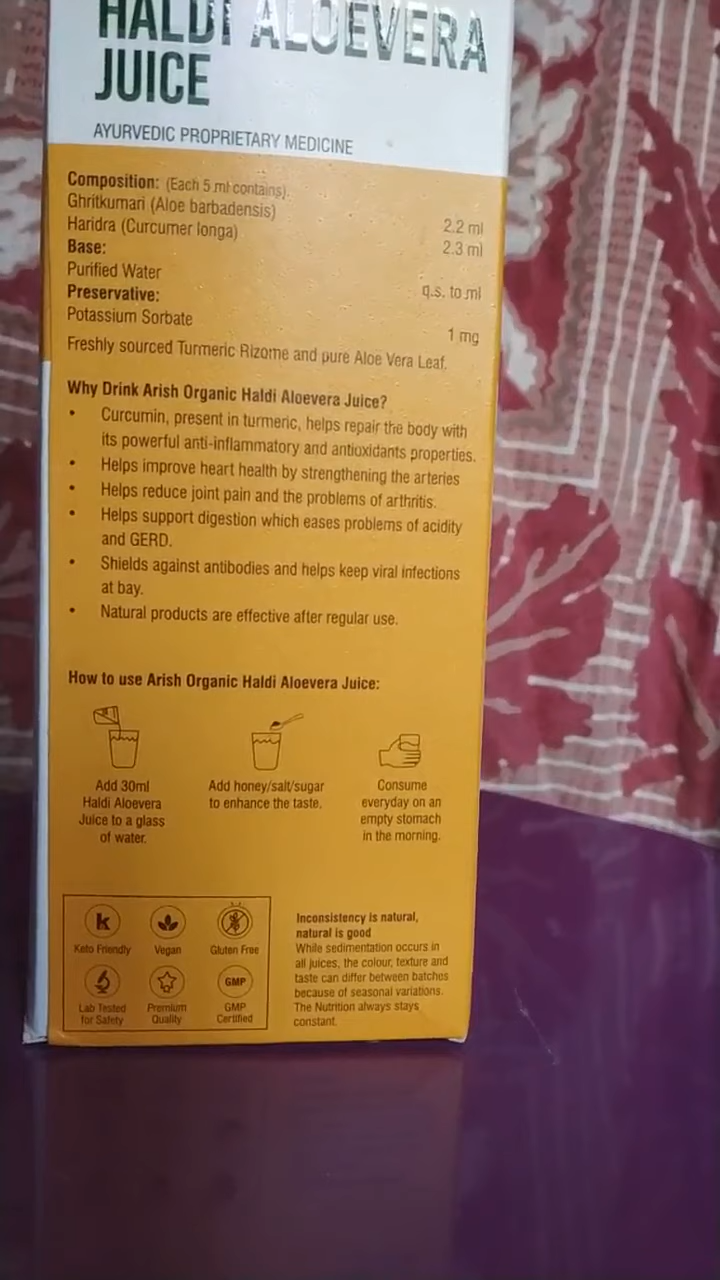 HALDI ALOEVERA
JUICE
AYURVEDIC PROPRIETARY MEDICINE
Composition: (Each 5 ml contains).
Ghritkumari (Aloe barbadensis) 2.2 ml
Haridra (Curcumer longa) 2.3 ml
Base:
Purified Water q.s. to ml
Preservative:
Potassium Sorbate 1 mg
Freshly sourced Turmeric Rizome and pure Aloe Vera Leaf.
Why Drink Arish Organic Haldi Aloevera Juice?
• Curcumin, present in turmeric, helps repair the body with
its powerful anti-inflammatory and antioxidants properties.
• Helps improve heart health by strengthening the arteries
• Helps reduce joint pain and the problems of arthritis.
• Helps support digestion which eases problems of acidity
and GERD.
• Shields against antibodies and helps keep viral infections
at bay.
• Natural products are effective after regular use.
How to use Arish Organic Haldi Aloevera Juice:
Add 30ml
Haldi Aloevera
Juice to a glass
of water.
Add honey/salt/sugar
to enhance the taste.
Consume
everyday on an
empty stomach
in the morning.
k
Keto Friendly
Vegan
Gluten Free
Lab Tested
for Safety
Premium
Quality
GMP
GMP
Certified
Inconsistency is natural,
natural is good
While sedimentation occurs in
all juices, the colour, texture and
taste can differ between batches
because of seasonal variations.
The Nutrition always stays
constant.